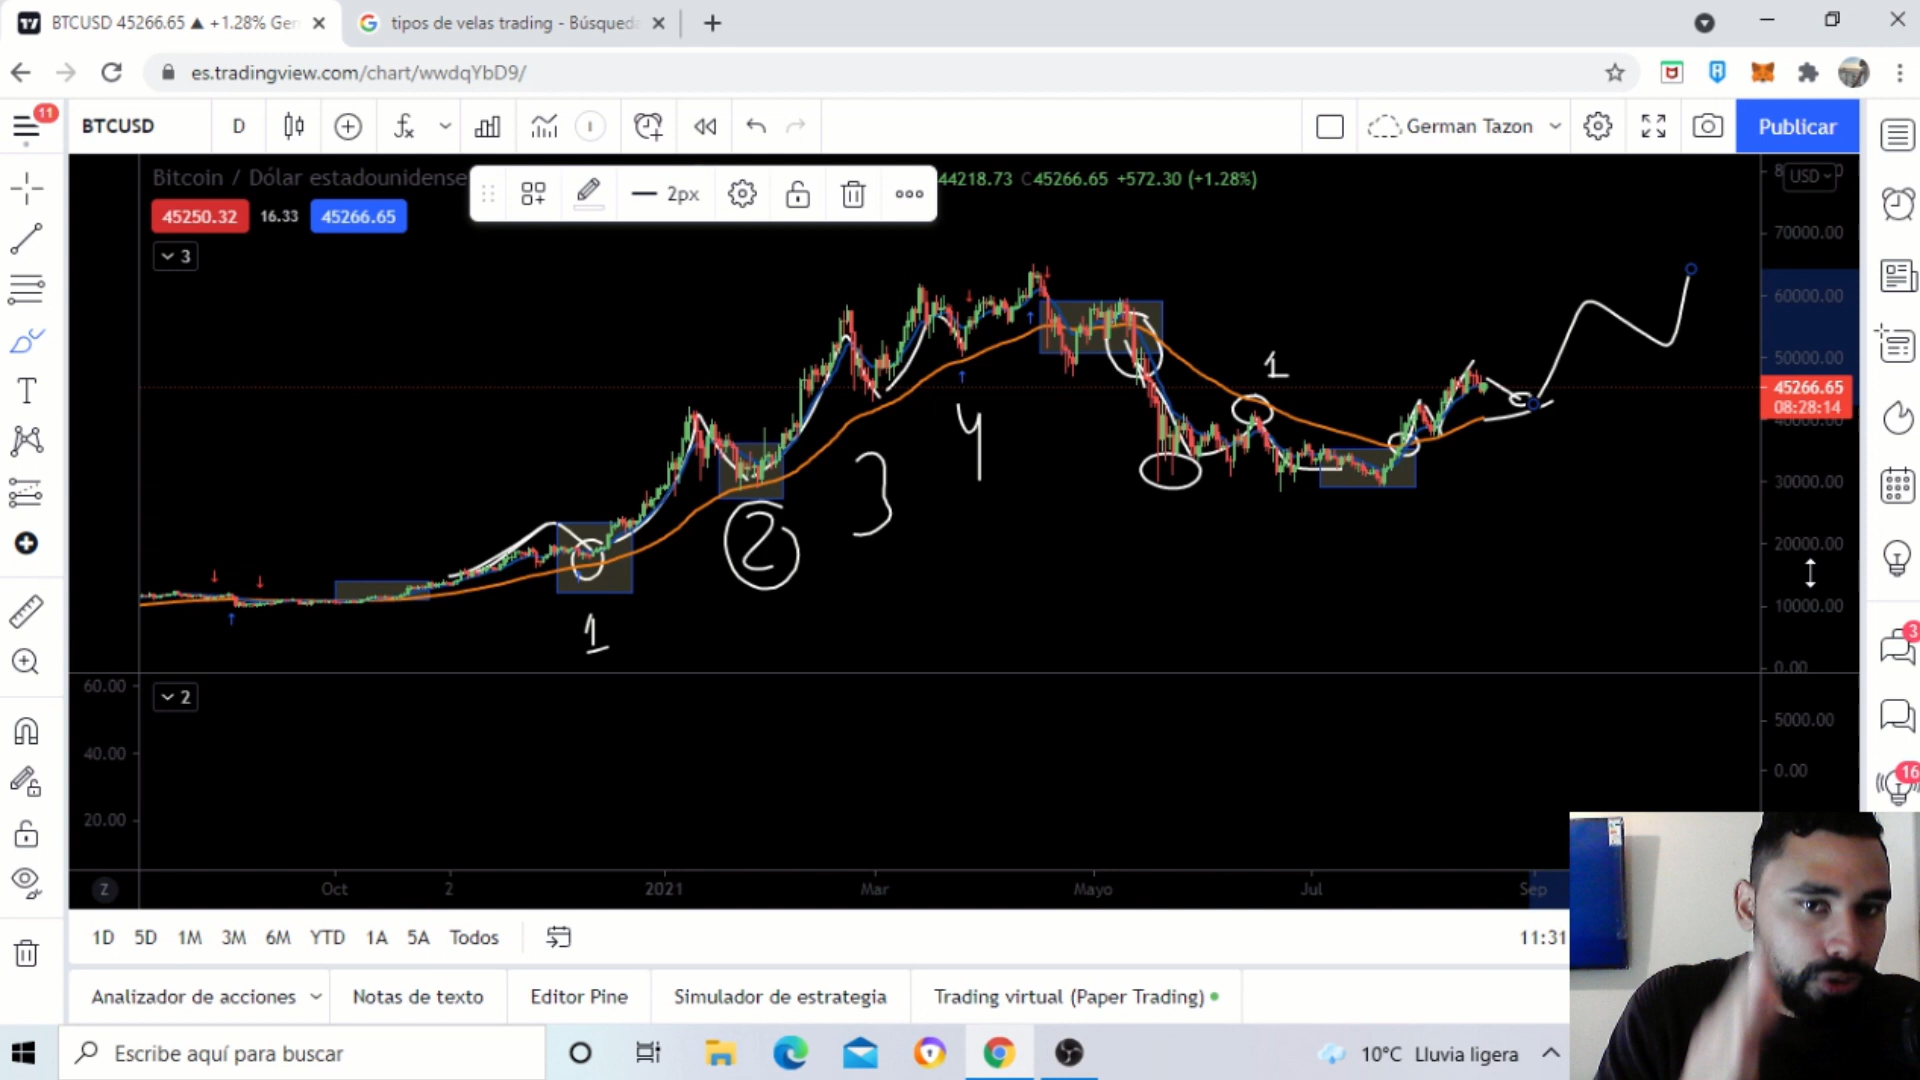 BTCUSD 45266.65 ▲ +1.28% Ger
tipos de velas trading - Búsqued
es.tradingview.com/chart/wwdqYbD9/
11
BTCUSD
D
German Tazon
Publicar
Bitcoin / Dólar estadounidense
44218.73 C45266.65 +572.30 (+1.28%)
2px
USD
45250.32
16.33
45266.65
3
70000.00
60000.00
50000.00
45266.65
08:28:14
30000.00
20000.00
10000.00
0.00
1
2
3
4
1
60.00
2
5000.00
40.00
0.00
20.00
3
16
Z
Oct
2
2021
Mar
Mayo
Jul
Sep
1D
5D
1M
3M
6M
YTD
1A
5A
Todos
11:31
Analizador de acciones
Notas de texto
Editor Pine
Simulador de estrategia
Trading virtual (Paper Trading)
Escribe aquí para buscar
10°C Lluvia ligera